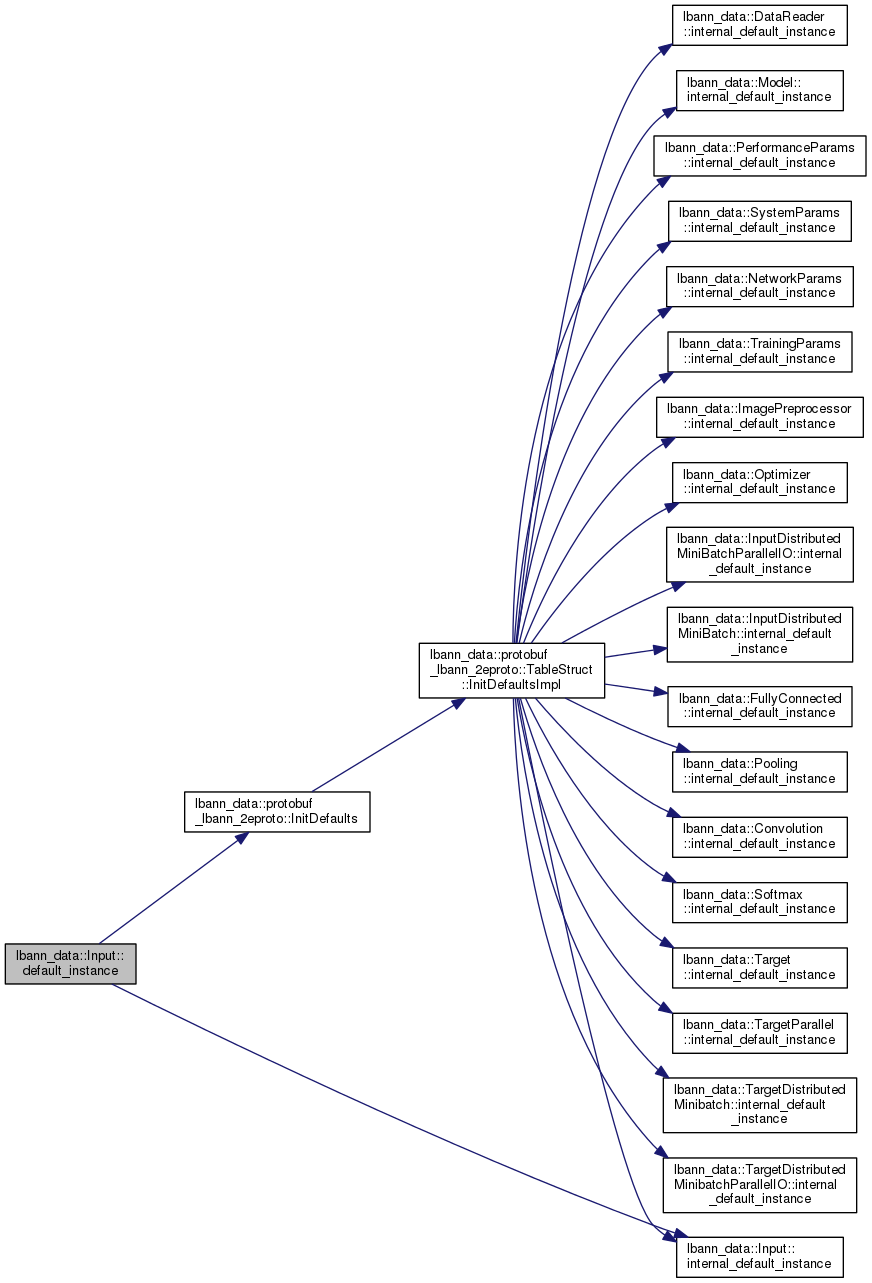 lbann_data::DataReader
::internal_default_instance
lbann_data::Model::
internal_default_instance
lbann_data::PerformanceParams
::internal_default_instance
lbann_data::SystemParams
::internal_default_instance
lbann_data::NetworkParams
::internal_default_instance
lbann_data::TrainingParams
::internal_default_instance
lbann_data::ImagePreprocessor
::internal_default_instance
lbann_data::Optimizer
::internal_default_instance
lbann_data::InputDistributed
MiniBatchParallelIO::internal
_default_instance
lbann_data::InputDistributed
MiniBatch::internal_default
_instance
lbann_data::protobuf
_lbann_2eproto::TableStruct
::InitDefaultsImpl
lbann_data::FullyConnected
::internal_default_instance
lbann_data::Pooling
::internal_default_instance
lbann_data::protobuf
_lbann_2eproto::InitDefaults
lbann_data::Convolution
::internal_default_instance
lbann_data::Softmax
::internal_default_instance
lbann_data::Input::
default_instance
lbann_data::Target
::internal_default_instance
lbann_data::TargetParallel
::internal_default_instance
lbann_data::TargetDistributed
Minibatch::internal_default
_instance
lbann_data::TargetDistributed
MinibatchParallelIO::internal
_default_instance
lbann_data::Input::
internal_default_instance